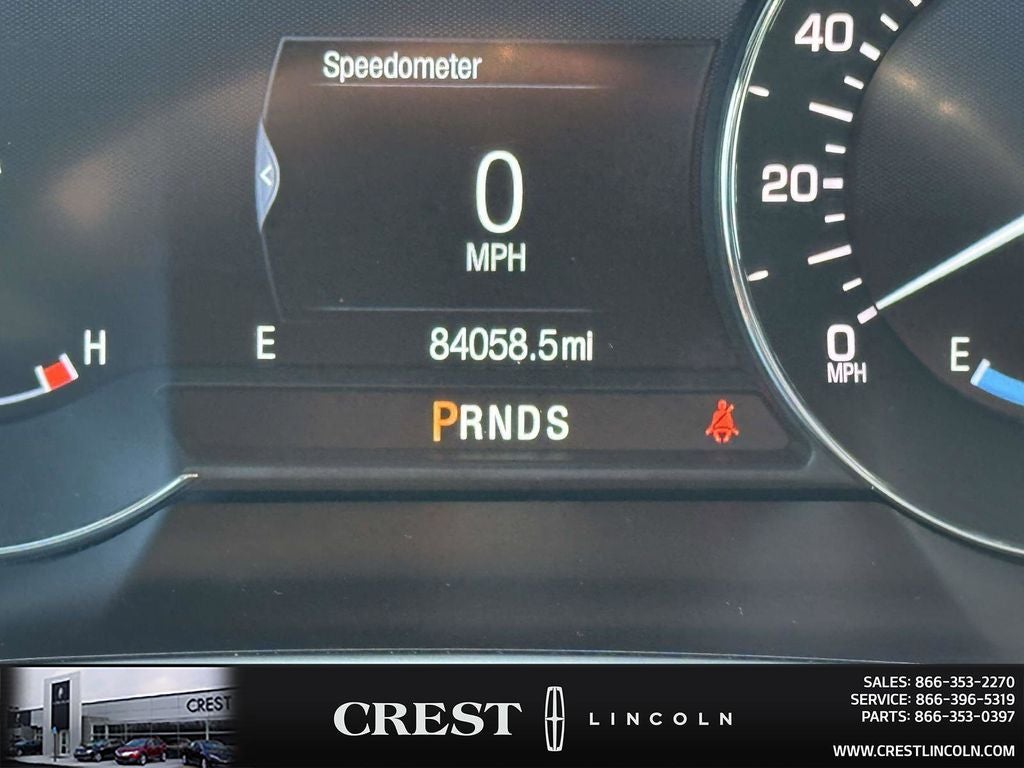 Speedometer
0
MPH
84058.5mi
H
E
PRNDS
40
20
0
MPH
E
CREST
CREST LINCOLN
SALES: 866-353-2270
SERVICE: 866-396-5319
PARTS: 866-353-0397
WWW.CRESTLINCOLN.COM